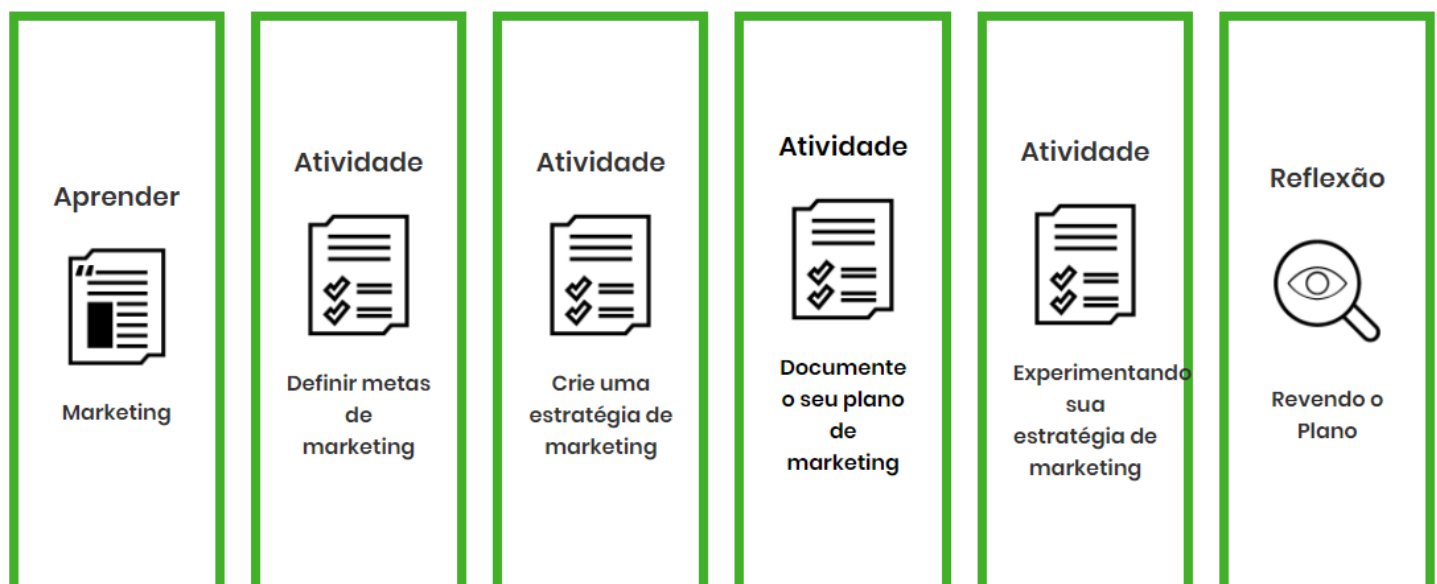 Aprender
Marketing
Atividade
Definir metas
de
marketing
Atividade
Crie uma
estratégia de
marketing
Atividade
Documente
o seu plano
de
marketing
Atividade
Experimentando
sua
estratégia de
marketing
Reflexão
Revendo o
Plano